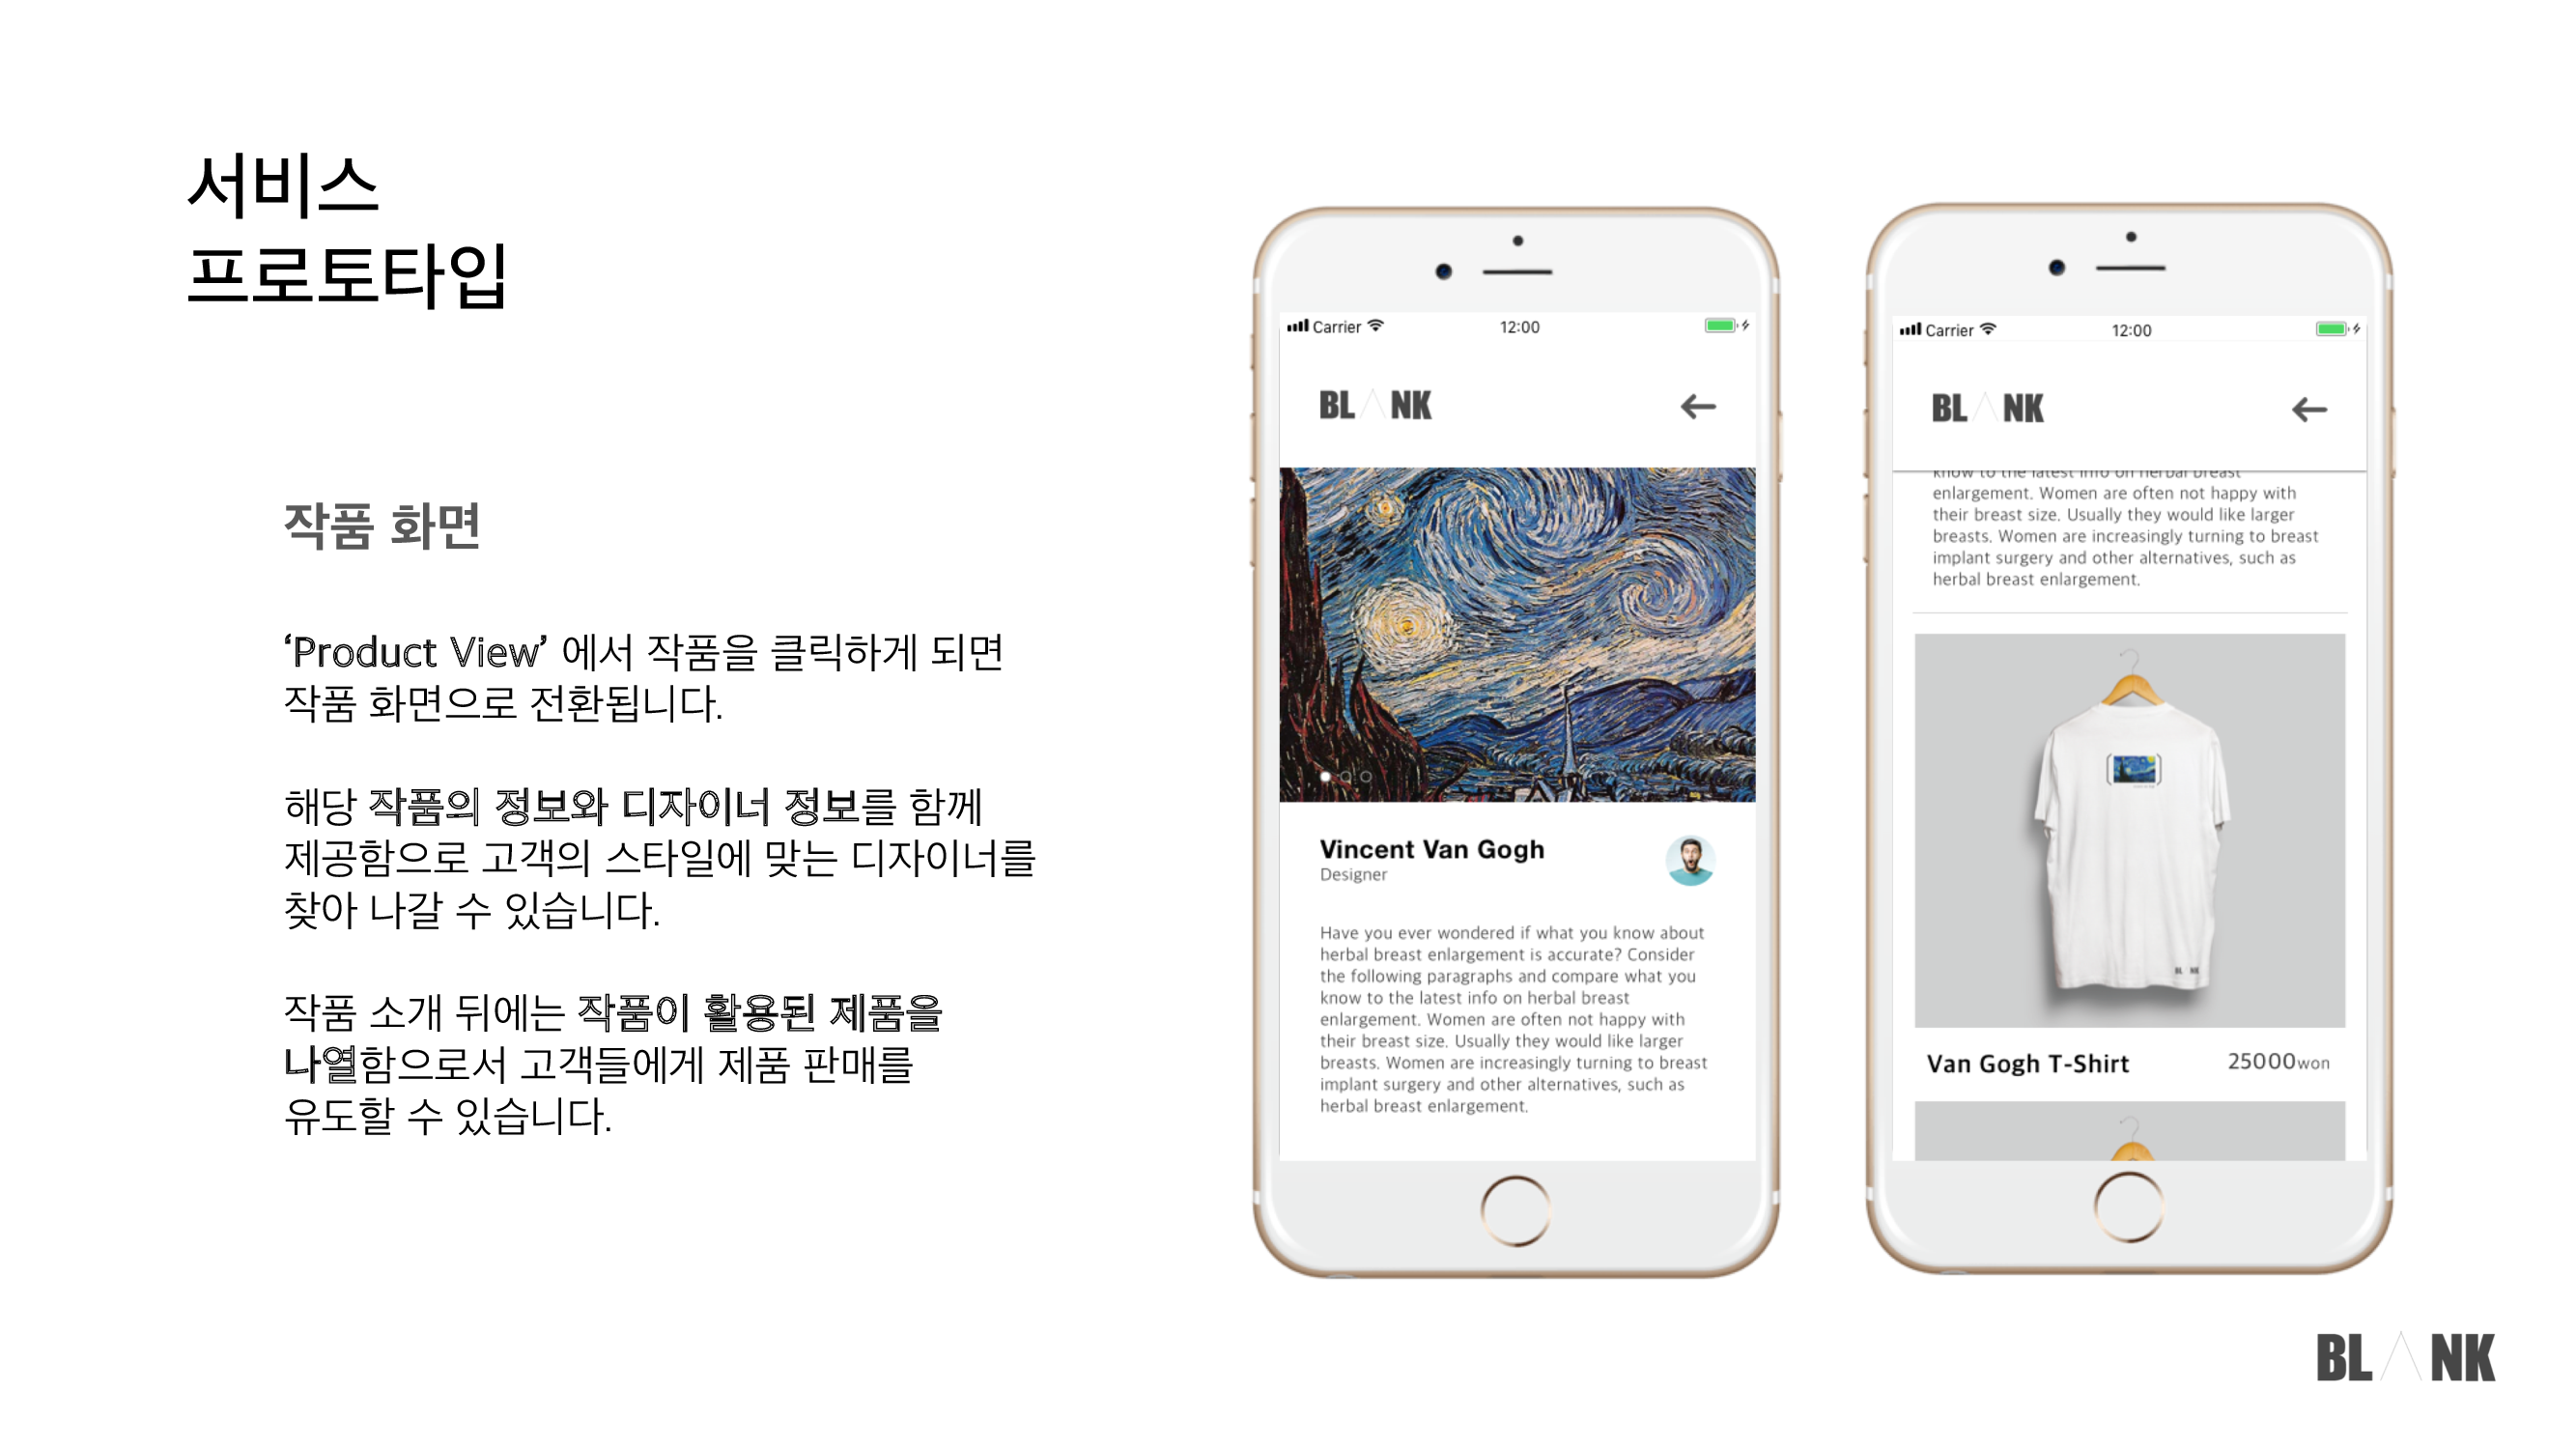 서비스
프로토타입
작품 화면
‘Product View’ 에서 작품을 클릭하게 되면
작품 화면으로 전환됩니다.
해당 작품의 정보와 디자이너 정보를 함께
제공함으로 고객의 스타일에 맞는 디자이너를
찾아 나갈 수 있습니다.
작품 소개 뒤에는 작품이 활용된 제품을
나열함으로서 고객들에게 제품 판매를
유도할 수 있습니다.
Carrier 12:00
BLΛNK
Vincent Van Gogh
Designer
Have you ever wondered if what you know about
herbal breast enlargement is accurate? Consider
the following paragraphs and compare what you
know to the latest info on herbal breast
enlargement. Women are often not happy with
their breast size. Usually they would like larger
breasts. Women are increasingly turning to breast
implant surgery and other alternatives, such as
herbal breast enlargement.
Carrier 12:00
BLΛNK
know to the latest info on herbal breast
enlargement. Women are often not happy with
their breast size. Usually they would like larger
breasts. Women are increasingly turning to breast
implant surgery and other alternatives, such as
herbal breast enlargement.
BLΛNK
Van Gogh T-Shirt 25000won
BLΛNK